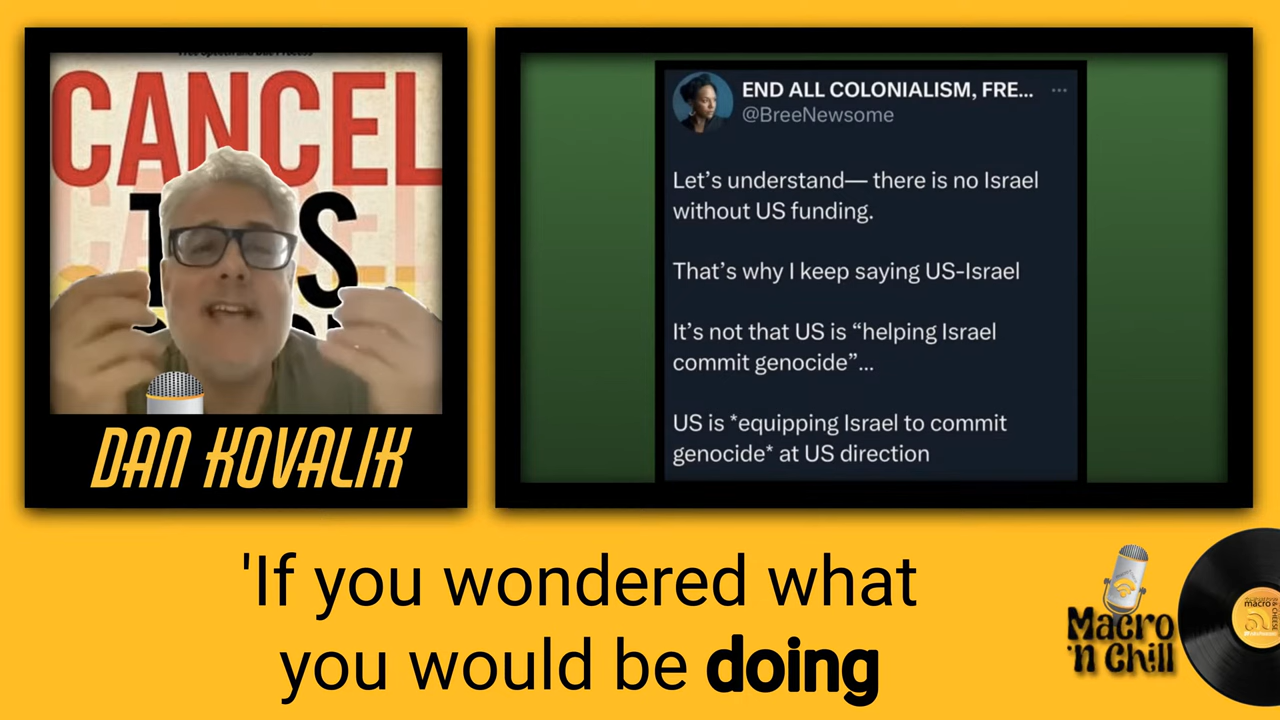 CANCEL
DAN KOVALIK
END ALL COLONIALISM, FRE...
@BreeNewsome
Let's understand— there is no Israel
without US funding.
That's why I keep saying US-Israel
It's not that US is “helping Israel
commit genocide”...
US is *equipping Israel to commit
genocide* at US direction
'If you wondered what
you would be doing
Macro
'N Chill
macro
& CHEESE